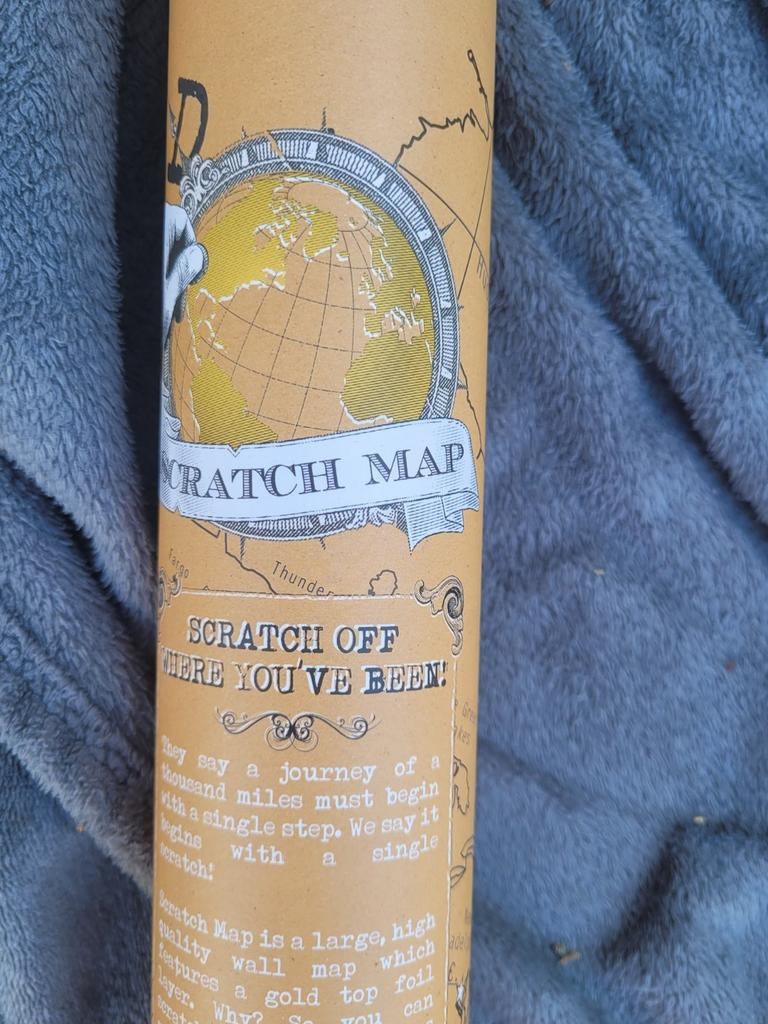 SCRATCH MAP
Fargo
Thunder
SCRATCH OFF
WHERE YOU'VE BEEN!
They say a journey of a
thousand miles must begin
with a single step. We say it
begins with a single
scratch!
Scratch Map is a large, high
quality wall map which
features a gold top foil
layer. Why? So you can